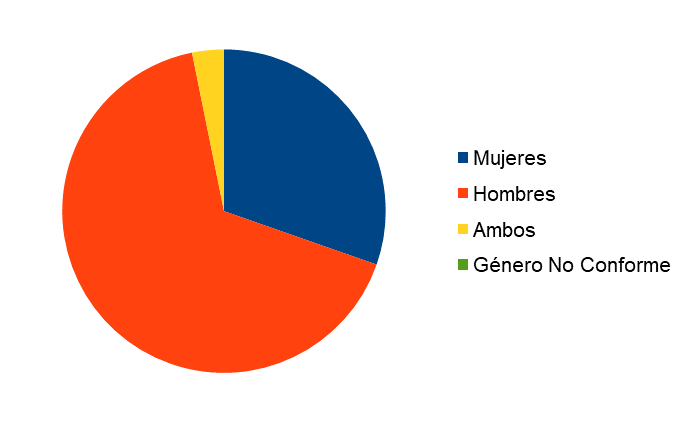 Mujeres
Hombres
Ambos
Género No Conforme